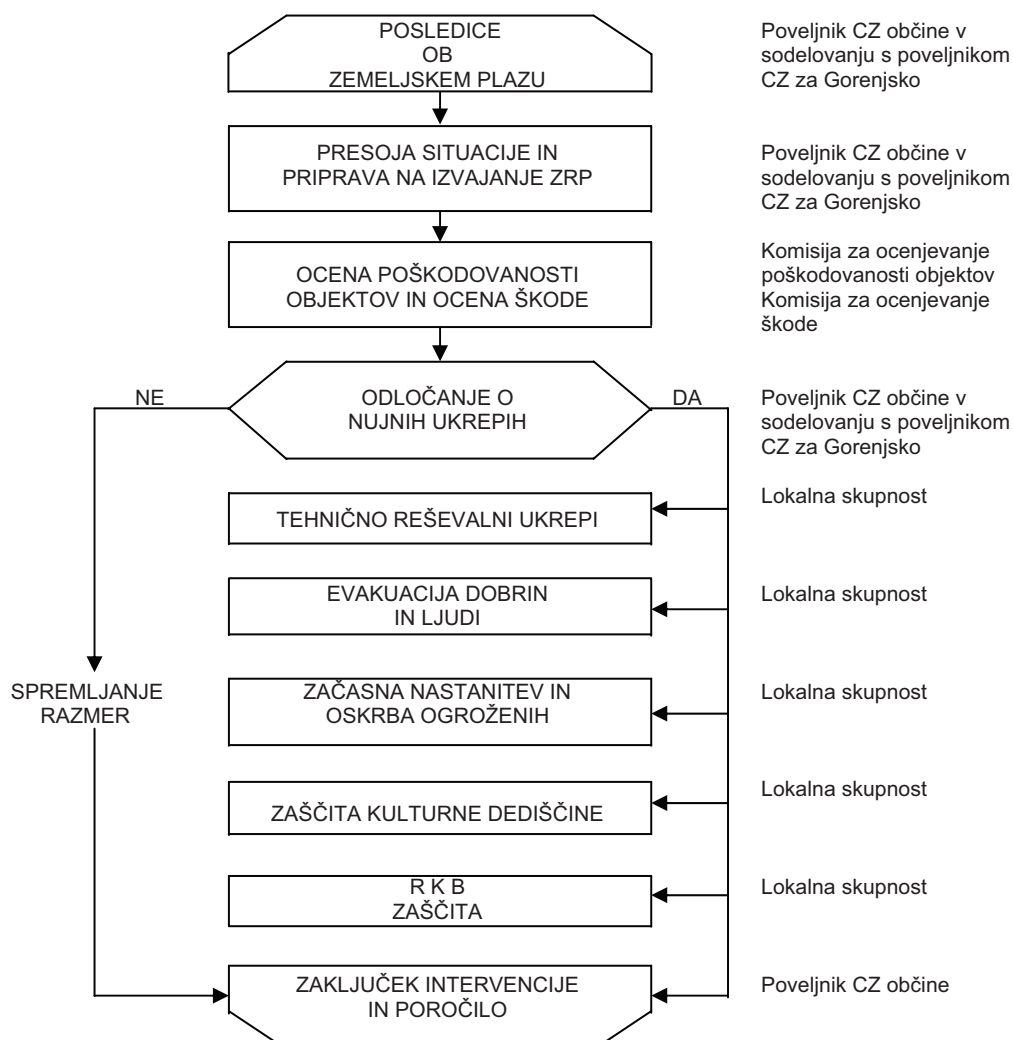 POSLEDICE
OB
ZEMELJSKEM PLAZU
Poveljnik CZ občine v
sodelovanju s poveljnikom
CZ za Gorenjsko
PRESOJA SITUACIJE IN
PRIPRAVA NA IZVAJANJE ZRP
Poveljnik CZ občine v
sodelovanju s poveljnikom
CZ za Gorenjsko
OCENA POŠKODOVANOSTI
OBJEKTOV IN OCENA ŠKODE
Komisija za ocenjevanje
poškodovanosti objektov
Komisija za ocenjevanje
škode
NE
ODLOČANJE O
NUJNIH UKREPIH
DA
Poveljnik CZ občine v
sodelovanju s poveljnikom
CZ za Gorenjsko
TEHNIČNO REŠEVALNI UKREPI
Lokalna skupnost
EVAKUACIJA DOBRIN
IN LJUDI
Lokalna skupnost
SPREMLJANJE
RAZMER
ZAČASNA NASTANITEV IN
OSKRBA OGROŽENIH
Lokalna skupnost
ZAŠČITA KULTURNE DEDIŠČINE
Lokalna skupnost
R K B
ZAŠČITA
Lokalna skupnost
ZAKLJUČEK INTERVENCIJE
IN POROČILO
Poveljnik CZ občine